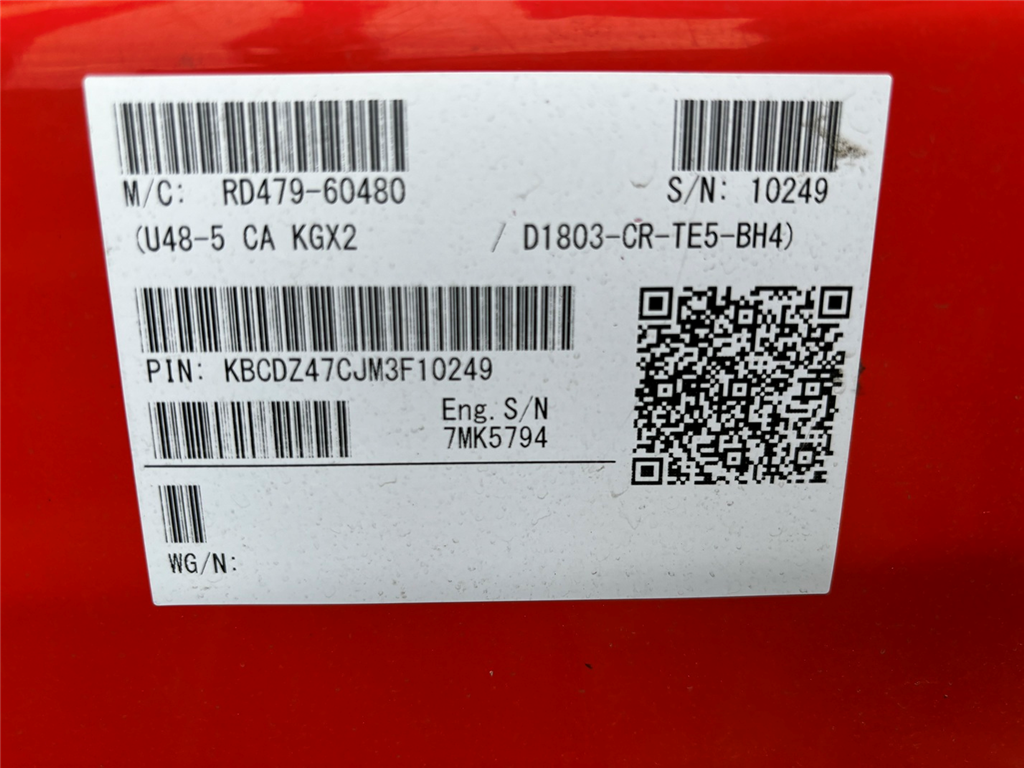 M/C: RD479-60480 S/N: 10249
(U48-5 CA KGX2 / D1803-CR-TE5-BH4)
PIN: KBCDZ47CJM3F10249
Eng. S/N
7MK5794
WG/N: